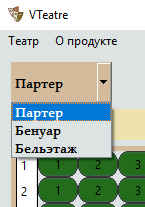 VTeatre
Театр О продукте
Партер
Партер
Бенуар
Бельэтаж
1 1 2 3
2 1 2 3